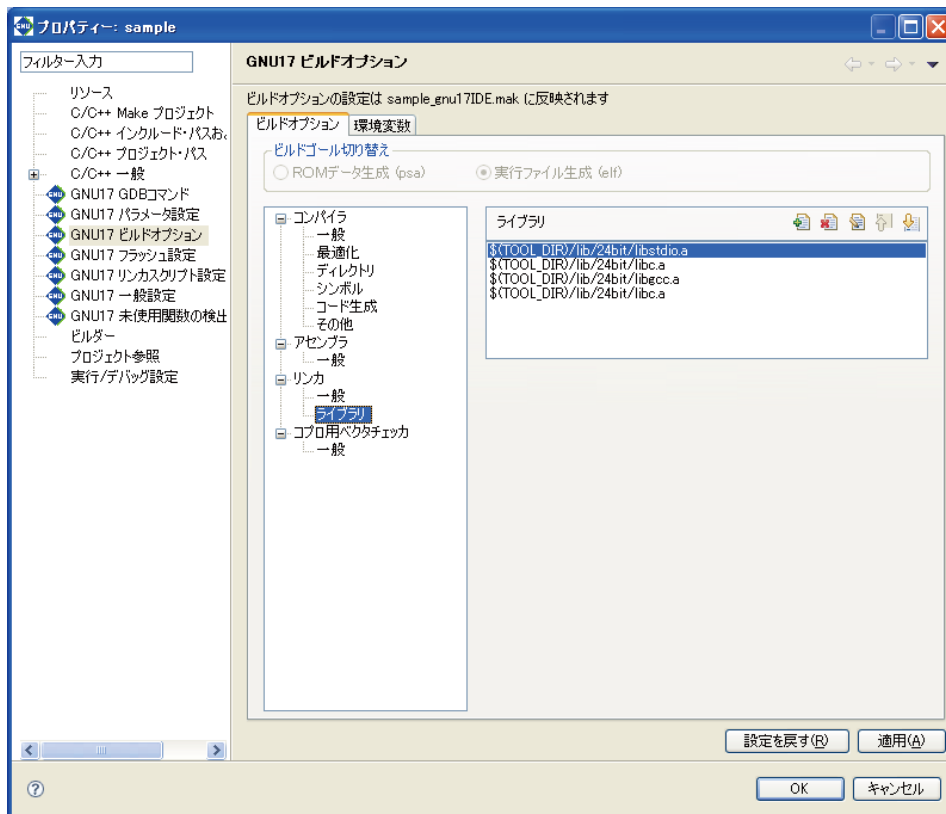 プロパティー: sample
フィルター入力
リソース
C/C++ Make プロジェクト
C/C++ インクルード・パスお。
C/C++ プロジェクト・パス
C/C++ 一般
GNU17 GDBコマンド
GNU17 パラメータ設定
GNU17 ビルドオプション
GNU17 フラッシュ設定
GNU17 リンカスクリプト設定
GNU17 一般設定
GNU17 未使用関数の検出
ビルダー
プロジェクト参照
実行/デバッグ設定
GNU17 ビルドオプション
ビルドオプションの設定は sample_gnu17IDE.mak に反映されます
ビルドオプション 環境変数
ビルドゴール切り替え
ROMデータ生成 (psa) 実行ファイル生成 (elf)
コンパイラ
一般
最適化
ディレクトリ
シンボル
コード生成
その他
アセンブラ
一般
リンカ
一般
ライブラリ
コプロ用ベクタチェッカ
一般
ライブラリ
$(TOOL_DIR)/lib/24bit/libstdio.a
$(TOOL_DIR)/lib/24bit/libc.a
$(TOOL_DIR)/lib/24bit/libgcc.a
$(TOOL_DIR)/lib/24bit/libc.a
設定を戻す(R) 適用(A)
OK キャンセル